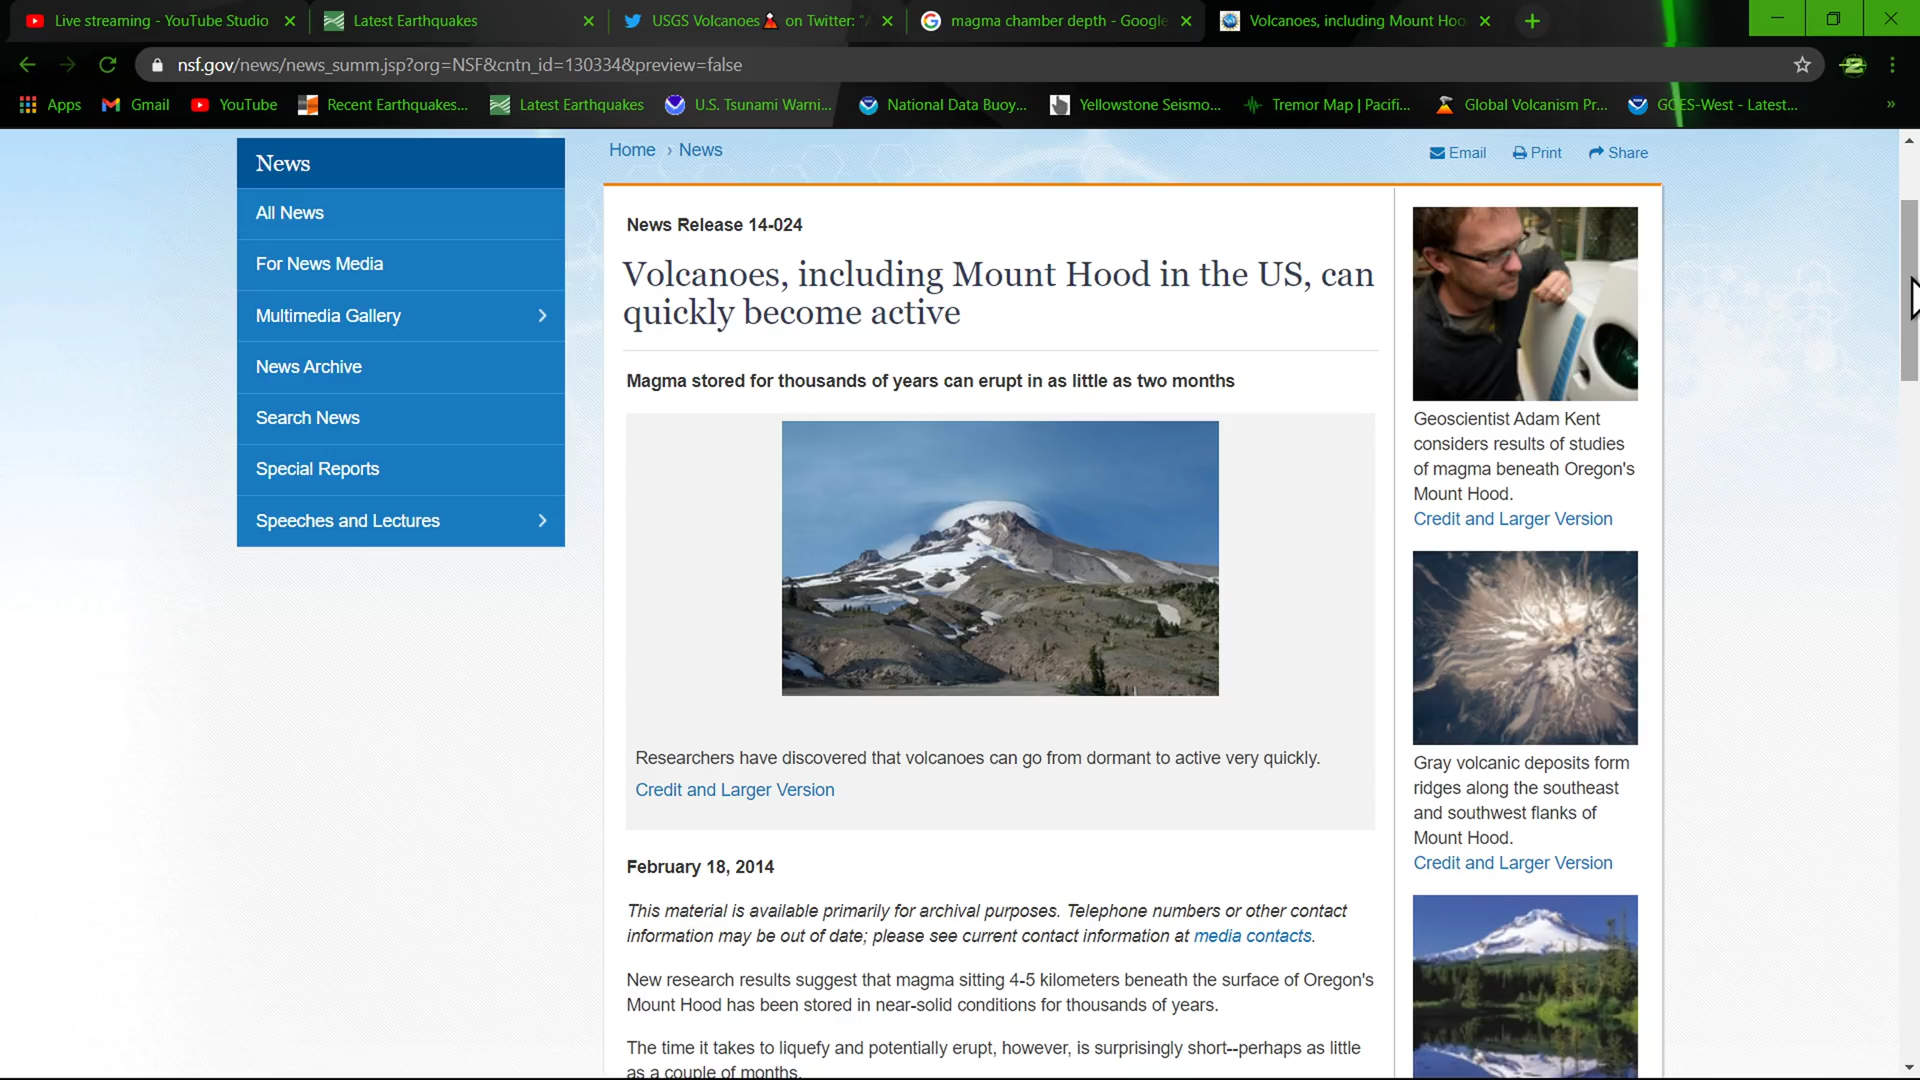 Live streaming - YouTube Studio
Latest Earthquakes
USGS Volcanoes on Twitter: "
magma chamber depth - Google
Volcanoes, including Mount Hoo
nsf.gov/news/news_summ.jsp?org=NSF&cntn_id=130334&preview=false
Apps
Gmail
YouTube
Recent Earthquakes...
Latest Earthquakes
U.S. Tsunami Warni...
National Data Buoy...
Yellowstone Seismo...
Tremor Map | Pacifi...
Global Volcanism Pr...
GOES-West - Latest...
»
News
All News
For News Media
Multimedia Gallery
News Archive
Search News
Special Reports
Speeches and Lectures
Home › News
Email
Print
Share
News Release 14-024
Volcanoes, including Mount Hood in the US, can
quickly become active
Magma stored for thousands of years can erupt in as little as two months
Researchers have discovered that volcanoes can go from dormant to active very quickly.
Credit and Larger Version
February 18, 2014
This material is available primarily for archival purposes. Telephone numbers or other contact
information may be out of date; please see current contact information at media contacts.
New research results suggest that magma sitting 4-5 kilometers beneath the surface of Oregon's
Mount Hood has been stored in near-solid conditions for thousands of years.
The time it takes to liquefy and potentially erupt, however, is surprisingly short--perhaps as little
as a couple of months.
Geoscientist Adam Kent
considers results of studies
of magma beneath Oregon's
Mount Hood.
Credit and Larger Version
Gray volcanic deposits form
ridges along the southeast
and southwest flanks of
Mount Hood.
Credit and Larger Version